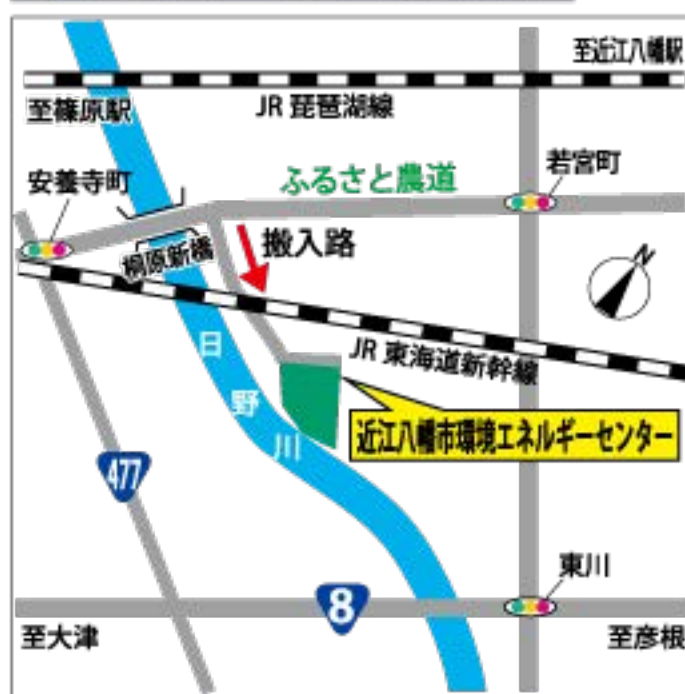 至近江八幡駅
至篠原駅
JR 琵琶湖線
安養寺町
ふるさと農道
若宮町
搬入路
桐原新橋
N
JR 東海道新幹線
日野川
近江八幡市環境エネルギーセンター
477
東川
8
至大津
至彦根